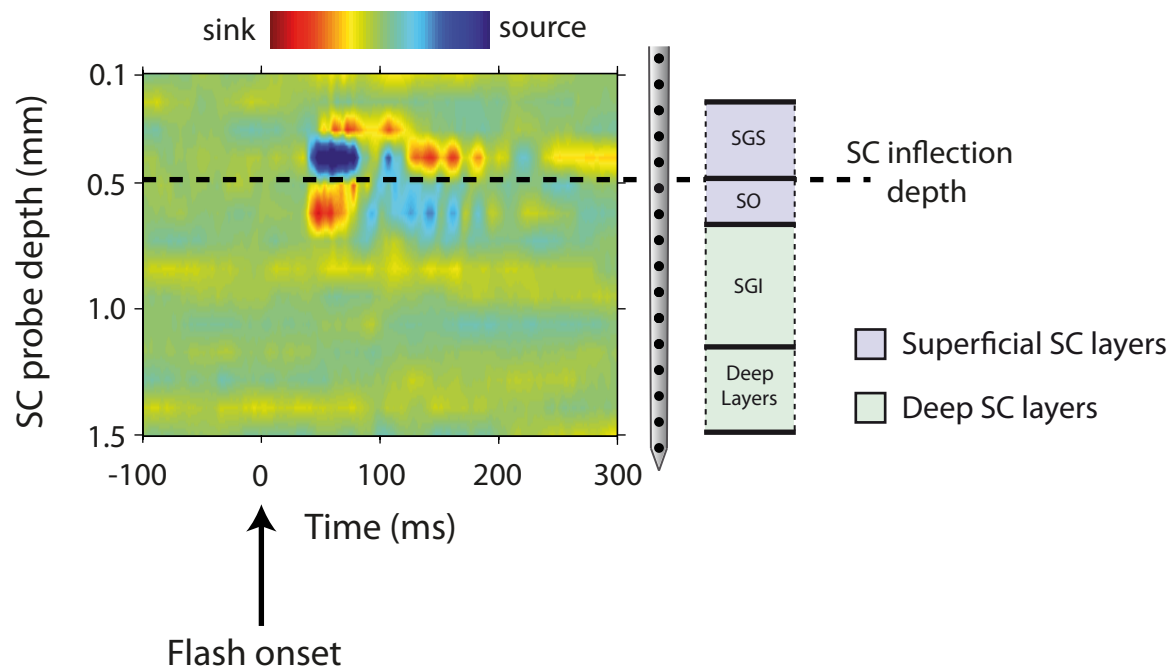 sink
source
SC probe depth (mm)
0.1
0.5
1.0
1.5
-100
0
100
200
300
Time (ms)
Flash onset
SGS
SO
SGI
Deep
Layers
SC inflection
depth
Superficial SC layers
Deep SC layers